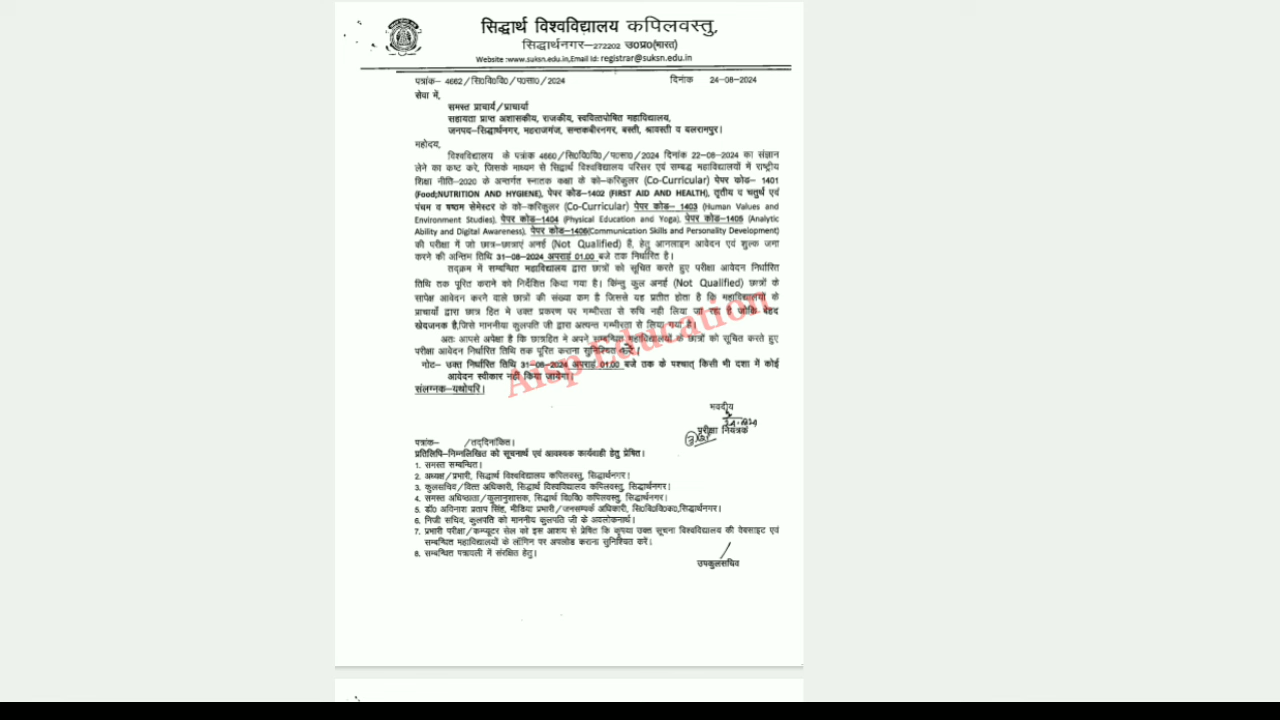 सिद्धार्थ विश्वविद्यालय कपिलवस्तु,
सिद्धार्थनगर–272202 उ0प्र0(भारत)
Website :www.suksn.edu.in,Email Id: registrar@suksn.edu.in
पत्रांक– 4662/सि0वि0वि0/प0सा0/2024 दिनांक 24-08-2024
सेवा में,
समस्त प्राचार्य/प्राचार्या
सहायता प्राप्त अशासकीय, राजकीय, स्ववित्तपोषित महाविद्यालय,
जनपद–सिद्धार्थनगर, महराजगंज, सन्तकबीरनगर, बस्ती, श्रावस्ती व बलरामपुर।
महोदय,
विश्वविद्यालय के पत्रांक 4660/सि0वि0वि0/प0सा0/2024 दिनांक 22-08-2024 का संज्ञान
लेने का कष्ट करे, जिसके माध्यम से सिद्धार्थ विश्वविद्यालय परिसर एवं सम्बद्ध महाविद्यालयों में राष्ट्रीय
शिक्षा नीति–2020 के अन्तर्गत स्नातक कक्षा के को–करिकुलर (Co-Curricular) पेपर कोड– 1401
(Food,NUTRITION AND HYGIENE), पेपर कोड–1402 (FIRST AID AND HEALTH), तृतीय व चतुर्थ एवं
पंचम व षष्ठम सेमेस्टर के को–करिकुलर (Co-Curricular) पेपर कोड– 1403 (Human Values and
Environment Studies), पेपर कोड–1404 (Physical Education and Yoga), पेपर कोड–1405 (Analytic
Ability and Digital Awareness), पेपर कोड–1406(Communication Skills and Personality Development)
की परीक्षा में जो छात्र–छात्राएं अनर्ह (Not Qualified) है, हेतु आनलाइन आवेदन एवं शुल्क जमा
करने की अन्तिम तिथि 31-08-2024 अपराहं 01.00 बजे तक निर्धारित है।
तद्क्रम में सम्बन्धित महाविद्यालय द्वारा छात्रों को सूचित करते हुए परीक्षा आवेदन निर्धारित
तिथि तक पूरित कराने को निर्देशित किया गया है। किन्तु कुल अनर्ह (Not Qualified) छात्रों के
सापेक्ष आवेदन करने वाले छात्रों की संख्या कम है जिससे यह प्रतीत होता है कि महाविद्यालयों के
प्राचार्यों द्वारा छात्र हित मे उक्त प्रकरण पर गम्भीरता से रुचि नही लिया जा रहा है जोकि बेहद
खेदजनक है,जिसे माननीया कुलपति जी द्वारा अत्यन्त गम्भीरता से लिया गया है।
अतः आपसे अपेक्षा है कि छात्रहित में अपने सम्बन्धित महाविद्यालयों के छात्रों को सूचित करते हुए
परीक्षा आवेदन निर्धारित तिथि तक पूरित कराना सुनिश्चित करें।
नोट– उक्त निर्धारित तिथि 31-08-2024 अपराहं 01.00 बजे तक के पश्चात् किसी भी दशा में कोई
आवेदन स्वीकार नहीं किया जायेगा।
संलग्नक–यथोपरि।
Aisp Education
भवदीय
परीक्षा नियंत्रक
पत्रांक– /तद्दिनांकित।
प्रतिलिपि–निम्नलिखित को सूचनार्थ एवं आवश्यक कार्यवाही हेतु प्रेषित।
1. समस्त सम्बन्धित।
2. अध्यक्ष/प्रभारी, सिद्धार्थ विश्वविद्यालय कपिलवस्तु, सिद्धार्थनगर।
3. कुलसचिव/वित्त अधिकारी, सिद्धार्थ विश्वविद्यालय कपिलवस्तु, सिद्धार्थनगर।
4. समस्त अधिष्ठाता/कुलानुशासक, सिद्धार्थ वि0वि0 कपिलवस्तु, सिद्धार्थनगर।
5. डॉ0 अविनाश प्रताप सिंह, मीडिया प्रभारी/जनसम्पर्क अधिकारी, सि0वि0वि0क0,सिद्धार्थनगर।
6. निजी सचिव, कुलपति को माननीय कुलपति जी के अवलोकनार्थ।
7. प्रभारी परीक्षा/कम्प्यूटर सेल को इस आशय से प्रेषित कि कृपया उक्त सूचना विश्वविद्यालय की वेबसाइट एवं
सम्बन्धित महाविद्यालयों के लॉगिन पर अपलोड कराना सुनिश्चित करें।
8. सम्बन्धित पत्रावली में संरक्षित हेतु।
उपकुलसचिव